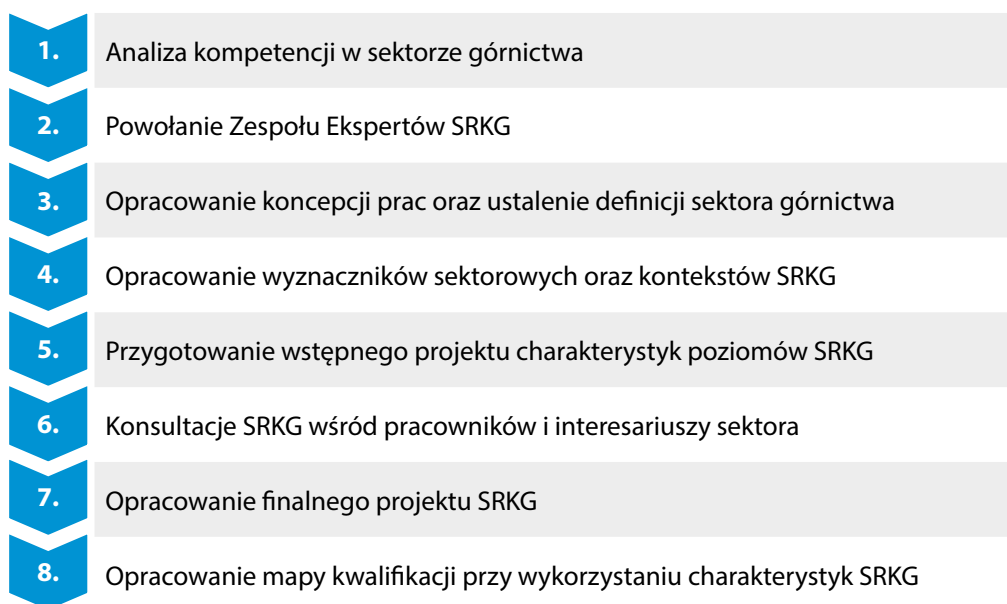 1. Analiza kompetencji w sektorze górnictwa
2. Powołanie Zespołu Ekspertów SRKG
3. Opracowanie koncepcji prac oraz ustalenie definicji sektora górnictwa
4. Opracowanie wyznaczników sektorowych oraz kontekstów SRKG
5. Przygotowanie wstępnego projektu charakterystyk poziomów SRKG
6. Konsultacje SRKG wśród pracowników i interesariuszy sektora
7. Opracowanie finalnego projektu SRKG
8. Opracowanie mapy kwalifikacji przy wykorzystaniu charakterystyk SRKG